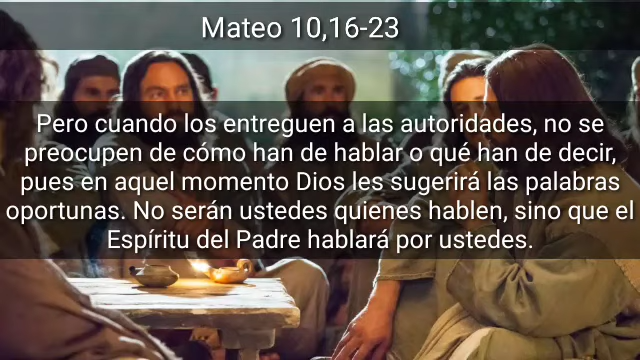 Mateo 10,16-23
Pero cuando los entreguen a las autoridades, no se
preocupen de cómo han de hablar o qué han de decir,
pues en aquel momento Dios les sugerirá las palabras
oportunas. No serán ustedes quienes hablen, sino que el
Espíritu del Padre hablará por ustedes.